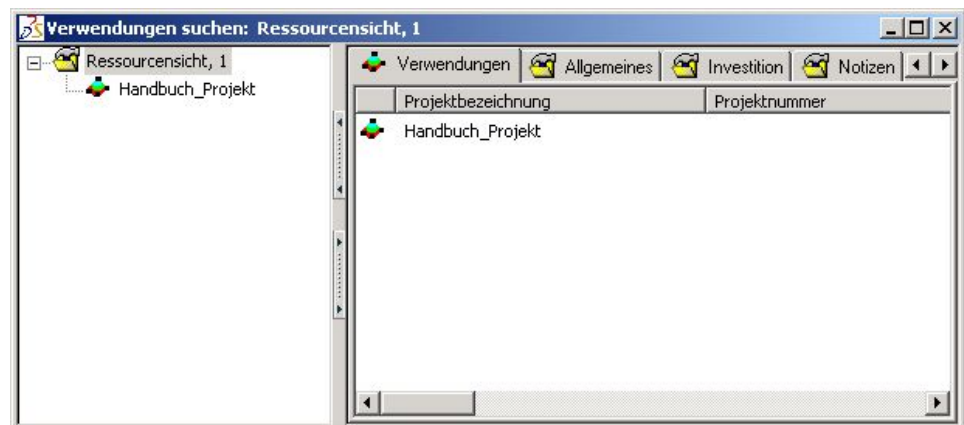 Verwendungen suchen: Ressourcensicht, 1
Ressourcensicht, 1
Handbuch_Projekt
Verwendungen Allgemeines Investition Notizen
Projektbezeichnung Projektnummer
Handbuch_Projekt